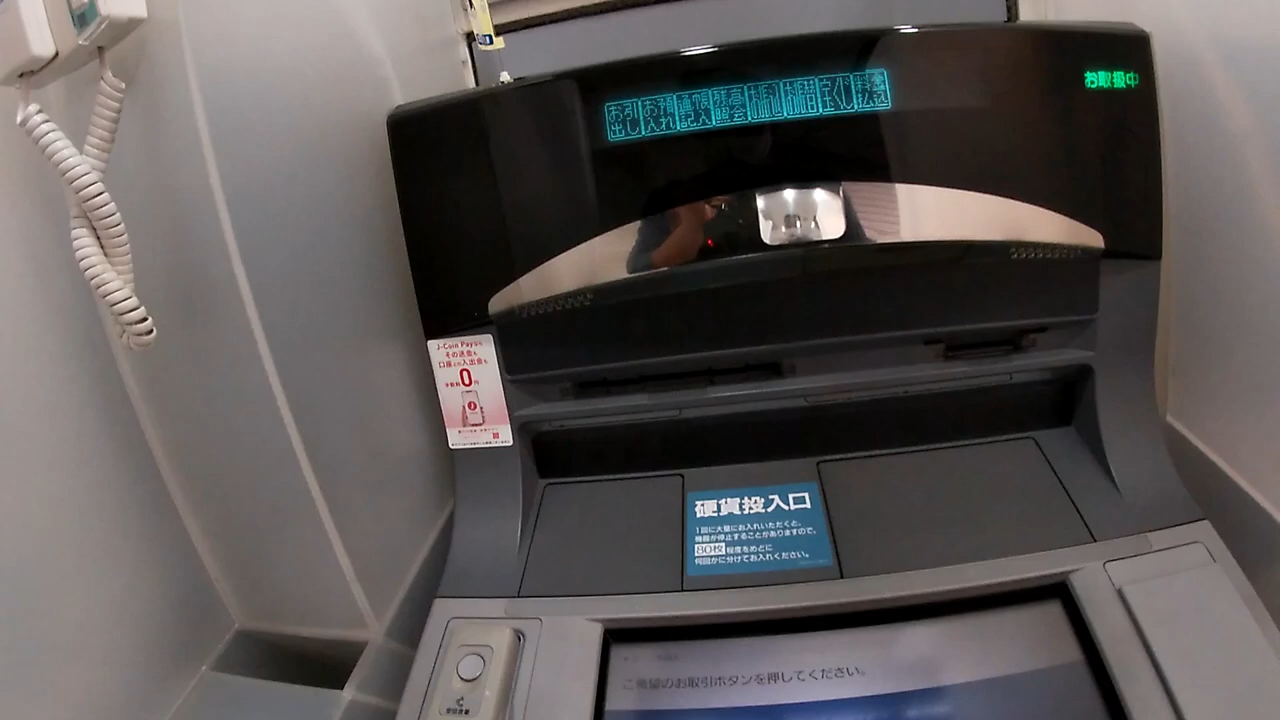 お引出し
お預入れ
通帳記入
残高照会
お振込
お振替
宝くじ
料金払込
お取扱中
J-Coin Payなら
その送金も
口座との入出金も
手数料0円
硬貨投入口
1回に大量にお入れいただくと、
機器が停止することがありますので、
80枚程度をめどに
何回かに分けてお入れください。
ご希望のお取引ボタンを押してください。